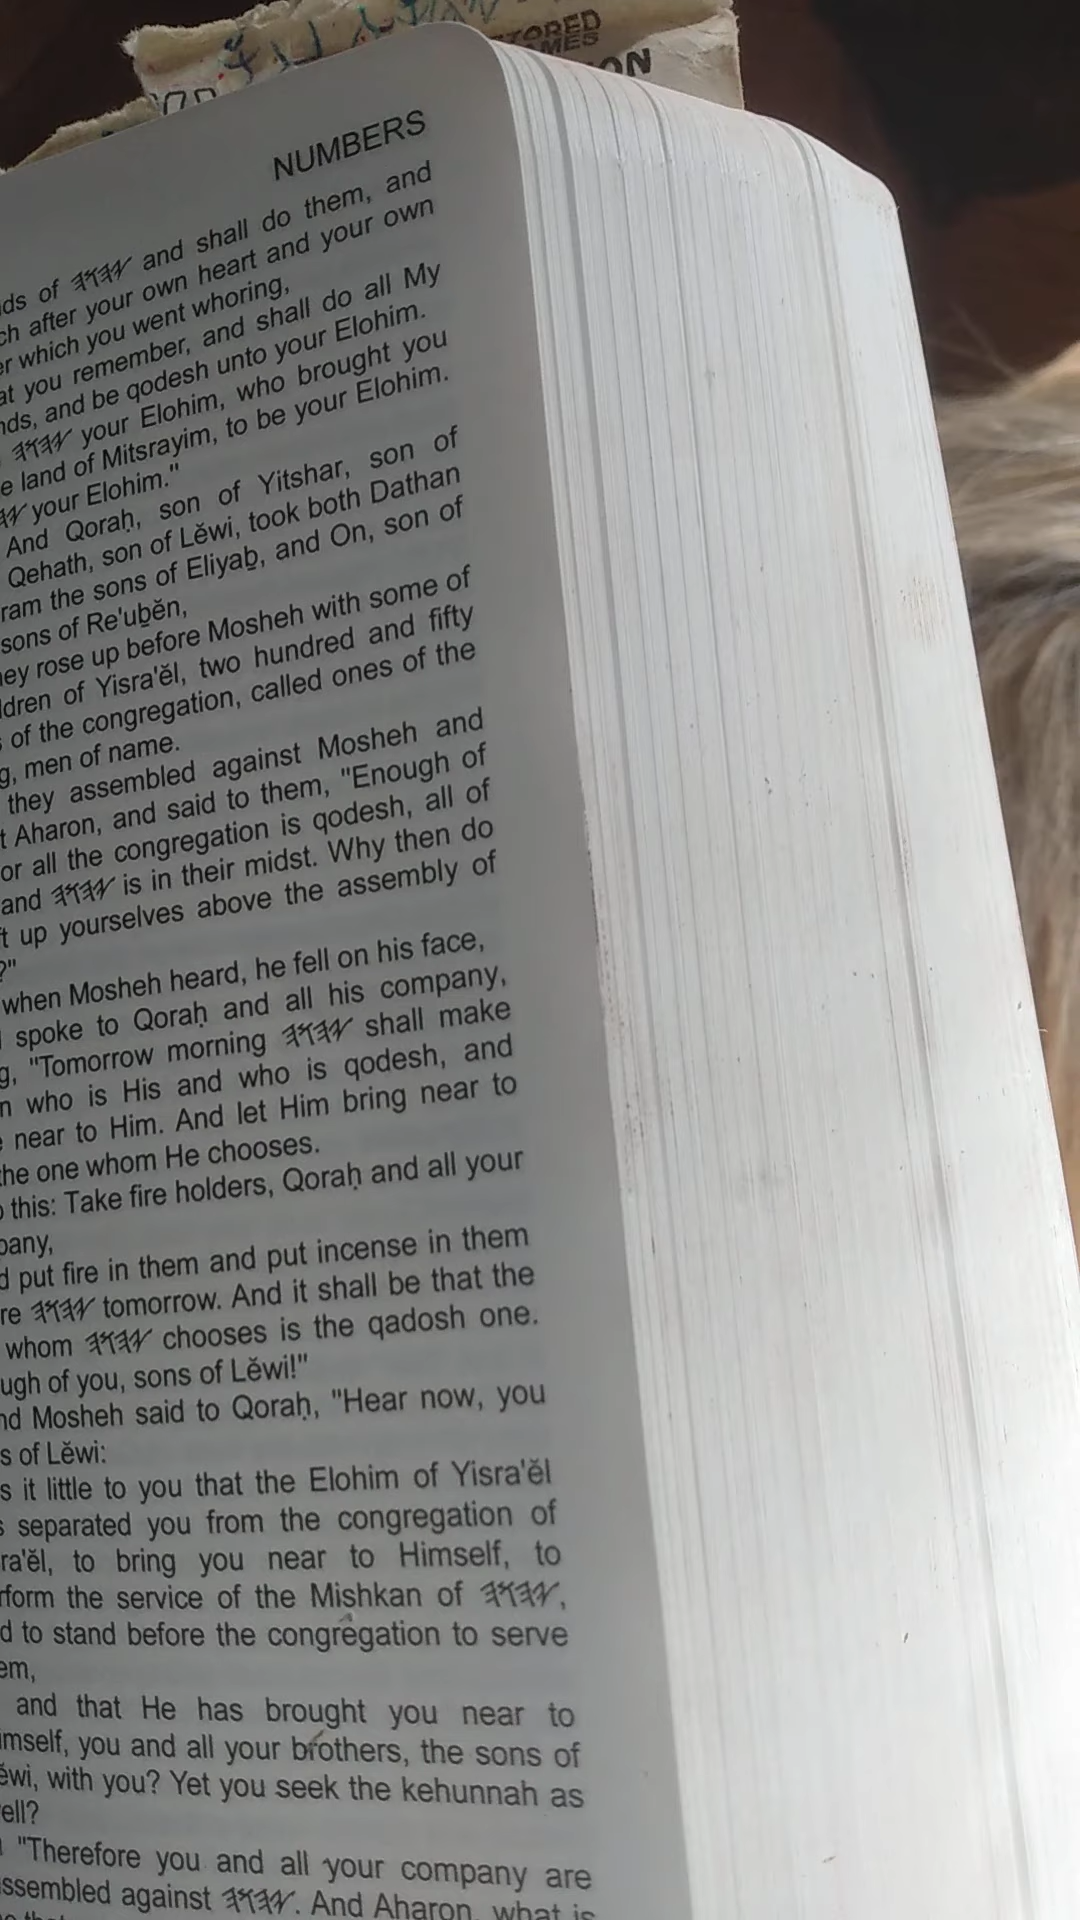 TORED
AMES
ON
NUMBERS
of 𐤉𐤄𐤅𐤄 and shall do them, and
after your own heart and your own
which you went whoring,
you remember, and shall do all My
and be qodesh unto your Elohim.
𐤉𐤄𐤅𐤄 your Elohim, who brought you
land of Mitsrayim, to be your Elohim.
your Elohim."
And Qoraḥ, son of Yitshar, son of
Qehath, son of Lěwi, took both Dathan
ram the sons of Eliyaḇ, and On, son of
sons of Re'uḇěn,
ey rose up before Mosheh with some of
ldren of Yisra'ěl, two hundred and fifty
of the congregation, called ones of the
g, men of name.
they assembled against Mosheh and
t Aharon, and said to them, "Enough of
or all the congregation is qodesh, all of
and 𐤉𐤄𐤅𐤄 is in their midst. Why then do
t up yourselves above the assembly of
?"
when Mosheh heard, he fell on his face,
spoke to Qoraḥ and all his company,
g, "Tomorrow morning 𐤉𐤄𐤅𐤄 shall make
n who is His and who is qodesh, and
near to Him. And let Him bring near to
the one whom He chooses.
this: Take fire holders, Qoraḥ and all your
pany,
d put fire in them and put incense in them
re 𐤉𐤄𐤅𐤄 tomorrow. And it shall be that the
whom 𐤉𐤄𐤅𐤄 chooses is the qadosh one.
ugh of you, sons of Lěwi!"
nd Mosheh said to Qoraḥ, "Hear now, you
s of Lěwi:
s it little to you that the Elohim of Yisra'ěl
s separated you from the congregation of
ra'ěl, to bring you near to Himself, to
rform the service of the Mishkan of 𐤉𐤄𐤅𐤄,
d to stand before the congregation to serve
em,
and that He has brought you near to
imself, you and all your brothers, the sons of
ěwi, with you? Yet you seek the kehunnah as
ell?
"Therefore you and all your company are
ssembled against 𐤉𐤄𐤅𐤄. And Aharon, what is